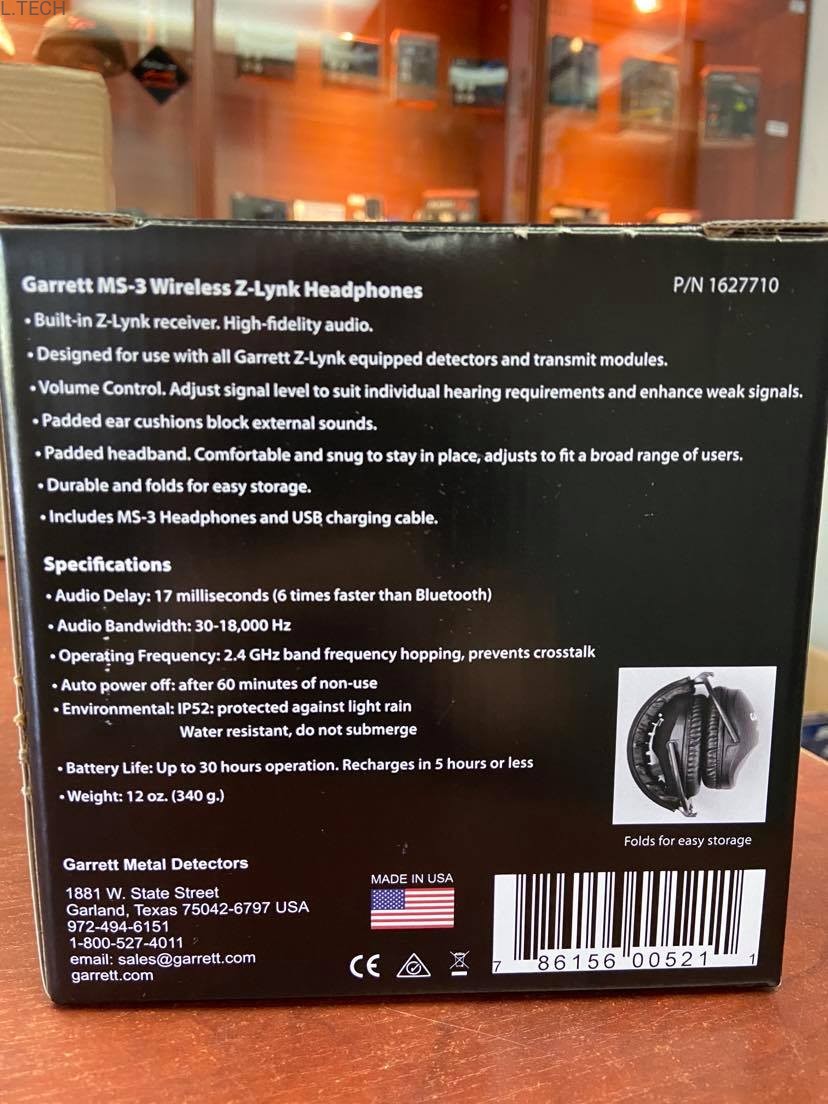 L.TECH
Garrett MS-3 Wireless Z-Lynk Headphones
P/N 1627710
• Built-in Z-Lynk receiver. High-fidelity audio.
• Designed for use with all Garrett Z-Lynk equipped detectors and transmit modules.
• Volume Control. Adjust signal level to suit individual hearing requirements and enhance weak signals.
• Padded ear cushions block external sounds.
• Padded headband. Comfortable and snug to stay in place, adjusts to fit a broad range of users.
• Durable and folds for easy storage.
• Includes MS-3 Headphones and USB charging cable.
Specifications
• Audio Delay: 17 milliseconds (6 times faster than Bluetooth)
• Audio Bandwidth: 30-18,000 Hz
• Operating Frequency: 2.4 GHz band frequency hopping, prevents crosstalk
• Auto power off: after 60 minutes of non-use
• Environmental: IP52: protected against light rain
Water resistant, do not submerge
• Battery Life: Up to 30 hours operation. Recharges in 5 hours or less
• Weight: 12 oz. (340 g.)
Folds for easy storage
Garrett Metal Detectors
1881 W. State Street
Garland, Texas 75042-6797 USA
972-494-6151
1-800-527-4011
email: sales@garrett.com
garrett.com
MADE IN USA
CE
7 86156 00521 1